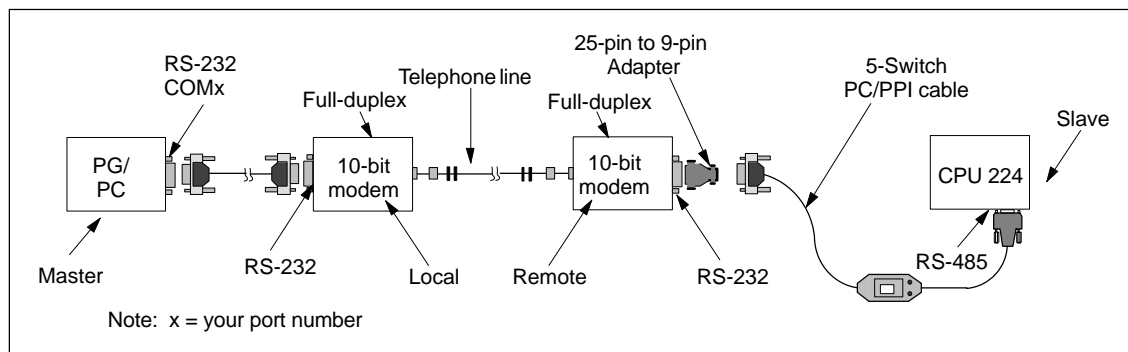 RS-232
COMx
Full-duplex
Telephone line
25-pin to 9-pin
Adapter
Full-duplex
5-Switch
PC/PPI cable
Slave
PG/
PC
10-bit
modem
10-bit
modem
CPU 224
Master
RS-232
Local
Remote
RS-232
RS-485
Note: x = your port number